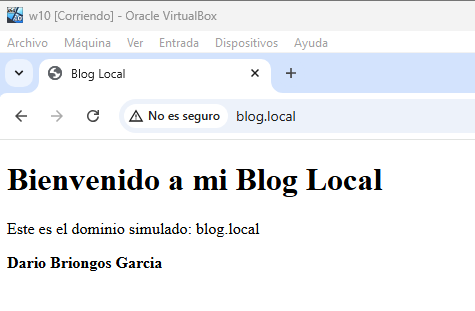 w10 [Corriendo] - Oracle VirtualBox
Archivo Máquina Ver Entrada Dispositivos Ayuda
Blog Local
No es seguro blog.local
Bienvenido a mi Blog Local
Este es el dominio simulado: blog.local
Dario Briongos Garcia